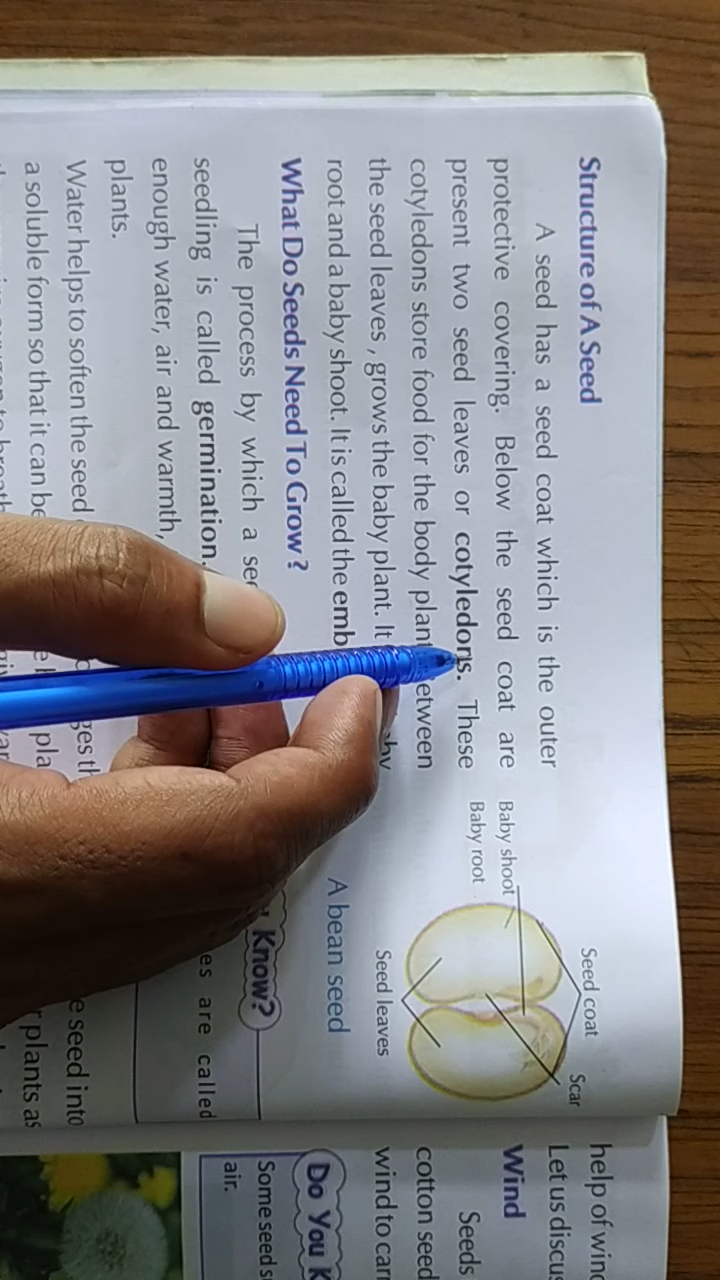 Structure of A Seed
A seed has a seed coat which is the outer
protective covering. Below the seed coat are
present two seed leaves or cotyledons. These
cotyledons store food for the body plant etween
the seed leaves , grows the baby plant. It
root and a baby shoot. It is called the
What Do Seeds Need To Grow?
The process by which a
seedling is called germination.
enough water, air and warmth,
plants.
Water helps to soften the seed
a soluble form so that it can be
Seed coat
Scar
Baby shoot
Baby root
Seed leaves
A bean seed
Know?
es are called
e seed into
plants as
help of win
Let us discu
Wind
Seeds
cotton seed
wind to carr
Do You K
Some seeds
air.